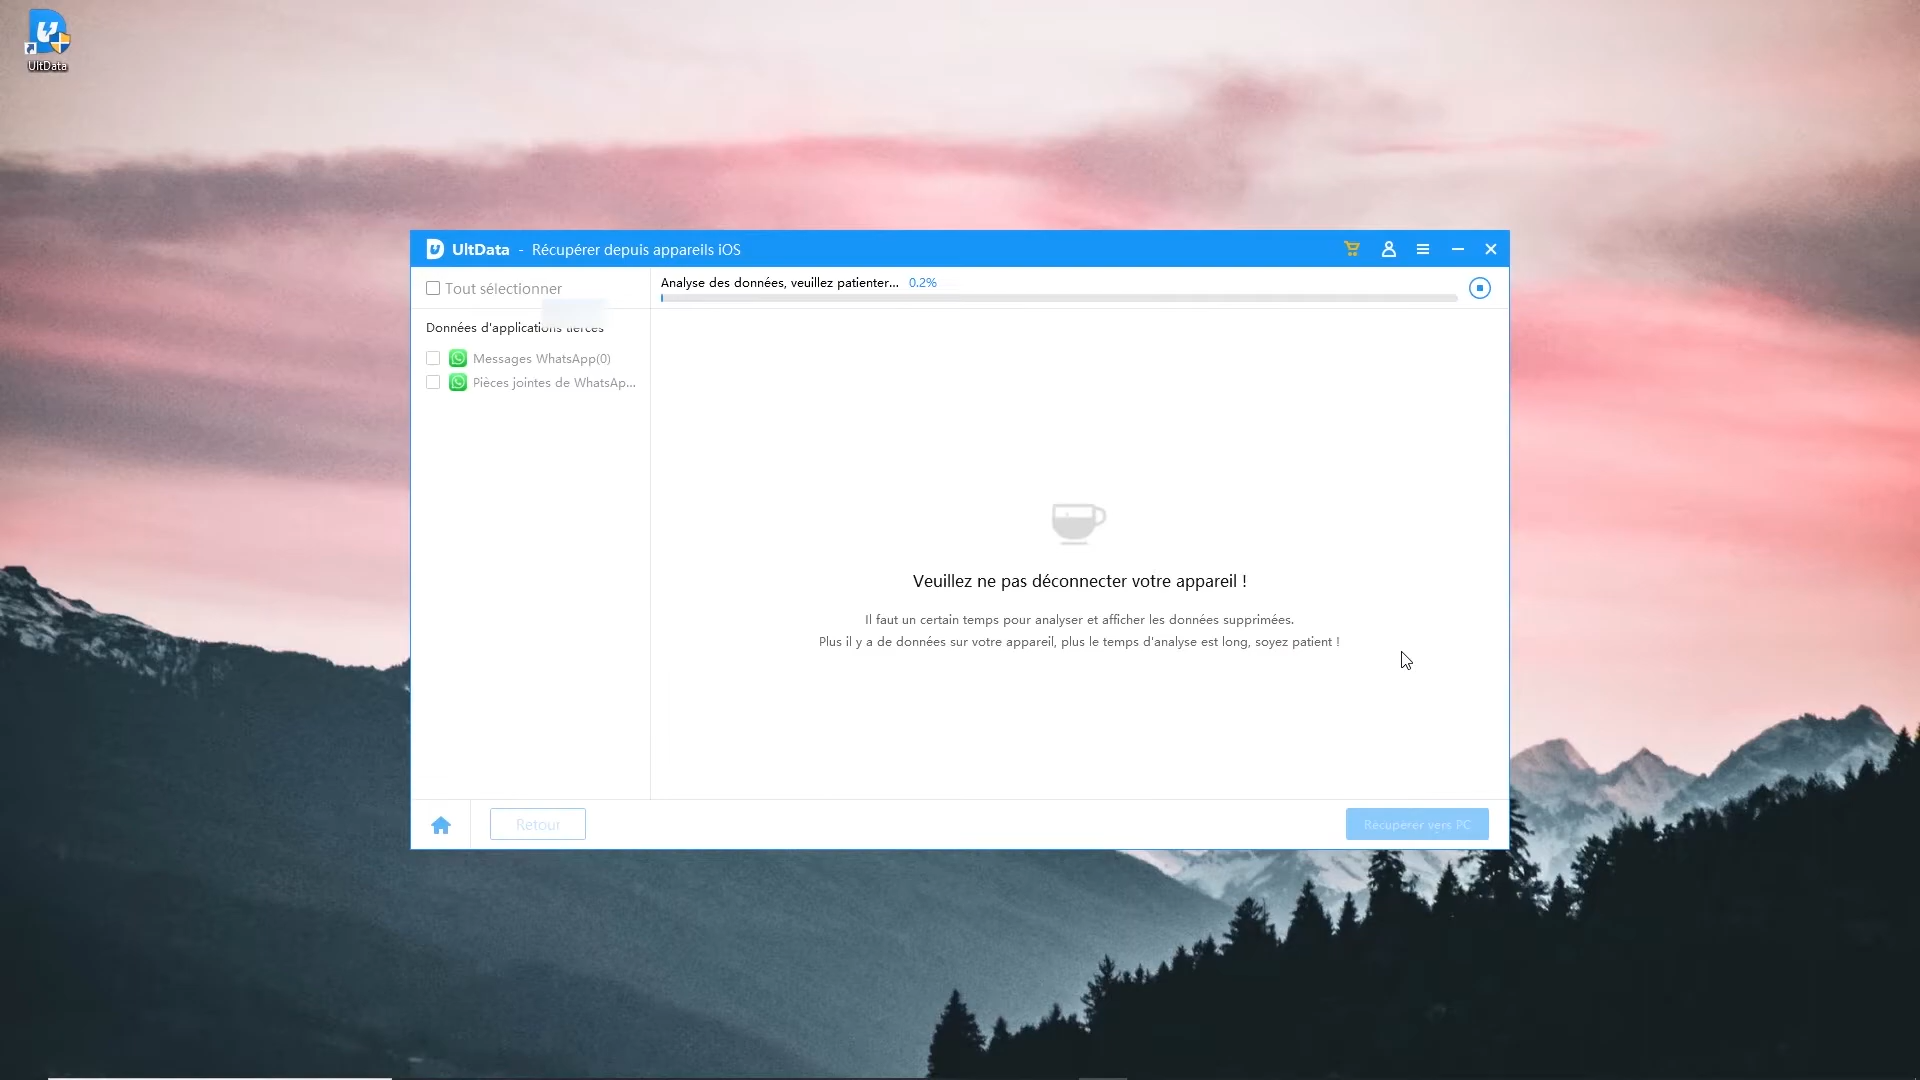 UltData
UltData - Récupérer depuis appareils iOS
Tout sélectionner
Analyse des données, veuillez patienter... 0.2%
Données d'applications tierces
Messages WhatsApp(0)
Pièces jointes de WhatsAp...
Veuillez ne pas déconnecter votre appareil !
Il faut un certain temps pour analyser et afficher les données supprimées.
Plus il y a de données sur votre appareil, plus le temps d'analyse est long, soyez patient !
Retour
Récupérer vers PC